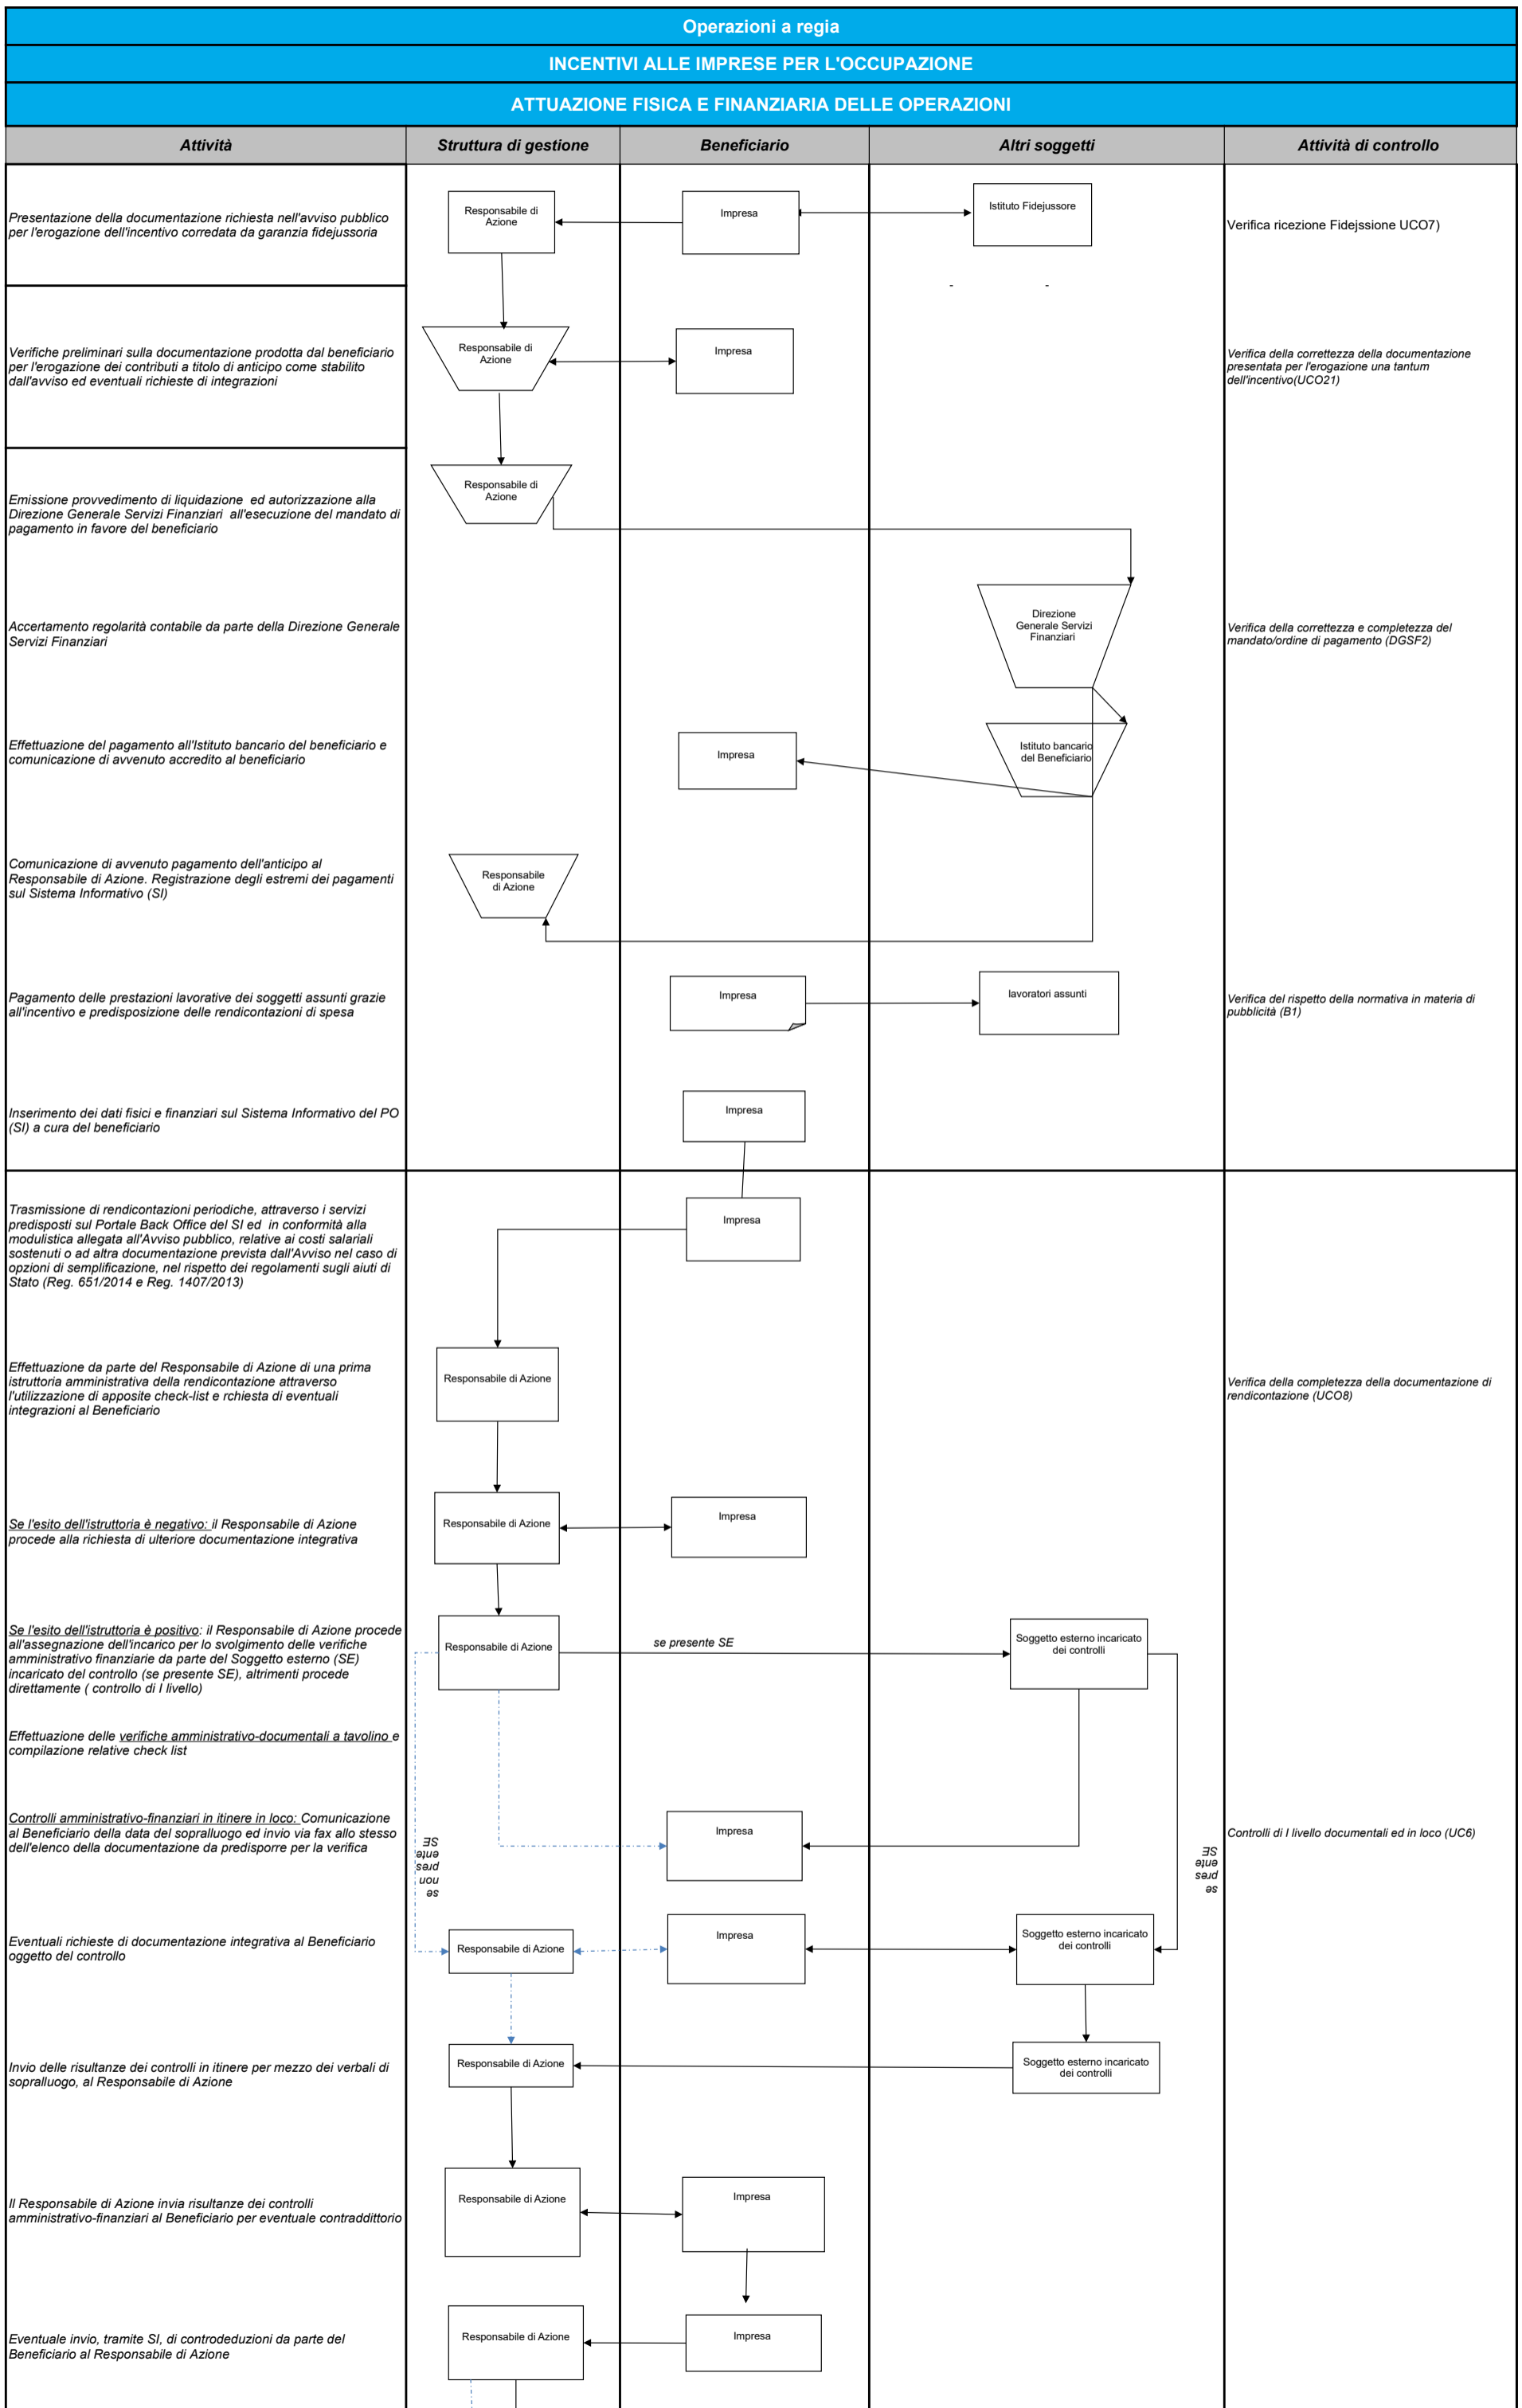 Operazioni a regia
INCENTIVI ALLE IMPRESE PER L'OCCUPAZIONE
ATTUAZIONE FISICA E FINANZIARIA DELLE OPERAZIONI
Attività
Struttura di gestione
Beneficiario
Altri soggetti
Attività di controllo
Presentazione della documentazione richiesta nell'avviso pubblico
per l'erogazione dell'incentivo corredata da garanzia fidejussoria
Responsabile di
Azione
Impresa
Istituto Fidejussore
Verifica ricezione Fidejssione UCO7)
- -
Verifiche preliminari sulla documentazione prodotta dal beneficiario
per l'erogazione dei contributi a titolo di anticipo come stabilito
dall'avviso ed eventuali richieste di integrazioni
Responsabile di
Azione
Impresa
Verifica della correttezza della documentazione
presentata per l'erogazione una tantum
dell'incentivo(UCO21)
Emissione provvedimento di liquidazione ed autorizzazione alla
Direzione Generale Servizi Finanziari all'esecuzione del mandato di
pagamento in favore del beneficiario
Responsabile di
Azione
Accertamento regolarità contabile da parte della Direzione Generale
Servizi Finanziari
Direzione
Generale Servizi
Finanziari
Verifica della correttezza e completezza del
mandato/ordine di pagamento (DGSF2)
Effettuazione del pagamento all'Istituto bancario del beneficiario e
comunicazione di avvenuto accredito al beneficiario
Impresa
Istituto bancario
del Beneficiario
Comunicazione di avvenuto pagamento dell'anticipo al
Responsabile di Azione. Registrazione degli estremi dei pagamenti
sul Sistema Informativo (SI)
Responsabile
di Azione
Pagamento delle prestazioni lavorative dei soggetti assunti grazie
all'incentivo e predisposizione delle rendicontazioni di spesa
Impresa
lavoratori assunti
Verifica del rispetto della normativa in materia di
pubblicità (B1)
Inserimento dei dati fisici e finanziari sul Sistema Informativo del PO
(SI) a cura del beneficiario
Impresa
Trasmissione di rendicontazioni periodiche, attraverso i servizi
predisposti sul Portale Back Office del SI ed in conformità alla
modulistica allegata all'Avviso pubblico, relative ai costi salariali
sostenuti o ad altra documentazione prevista dall'Avviso nel caso di
opzioni di semplificazione, nel rispetto dei regolamenti sugli aiuti di
Stato (Reg. 651/2014 e Reg. 1407/2013)
Impresa
Effettuazione da parte del Responsabile di Azione di una prima
istruttoria amministrativa della rendicontazione attraverso
l'utilizzazione di apposite check-list e rchiesta di eventuali
integrazioni al Beneficiario
Responsabile di Azione
Verifica della completezza della documentazione di
rendicontazione (UCO8)
Se l'esito dell'istruttoria è negativo: il Responsabile di Azione
procede alla richiesta di ulteriore documentazione integrativa
Responsabile di Azione
Impresa
Se l'esito dell'istruttoria è positivo: il Responsabile di Azione procede
all'assegnazione dell'incarico per lo svolgimento delle verifiche
amministrativo finanziarie da parte del Soggetto esterno (SE)
incaricato del controllo (se presente SE), altrimenti procede
direttamente ( controllo di I livello)
Responsabile di Azione
se presente SE
Soggetto esterno incaricato
dei controlli
Effettuazione delle verifiche amministrativo-documentali a tavolino e
compilazione relative check list
Controlli amministrativo-finanziari in itinere in loco: Comunicazione
al Beneficiario della data del sopralluogo ed invio via fax allo stesso
dell'elenco della documentazione da predisporre per la verifica
se
non
pres
ente
SE
Impresa
se
pres
ente
SE
Controlli di I livello documentali ed in loco (UC6)
Eventuali richieste di documentazione integrativa al Beneficiario
oggetto del controllo
Responsabile di Azione
Impresa
Soggetto esterno incaricato
dei controlli
Invio delle risultanze dei controlli in itinere per mezzo dei verbali di
sopralluogo, al Responsabile di Azione
Responsabile di Azione
Soggetto esterno incaricato
dei controlli
Il Responsabile di Azione invia risultanze dei controlli
amministrativo-finanziari al Beneficiario per eventuale contraddittorio
Responsabile di Azione
Impresa
Eventuale invio, tramite SI, di controdeduzioni da parte del
Beneficiario al Responsabile di Azione
Responsabile di Azione
Impresa